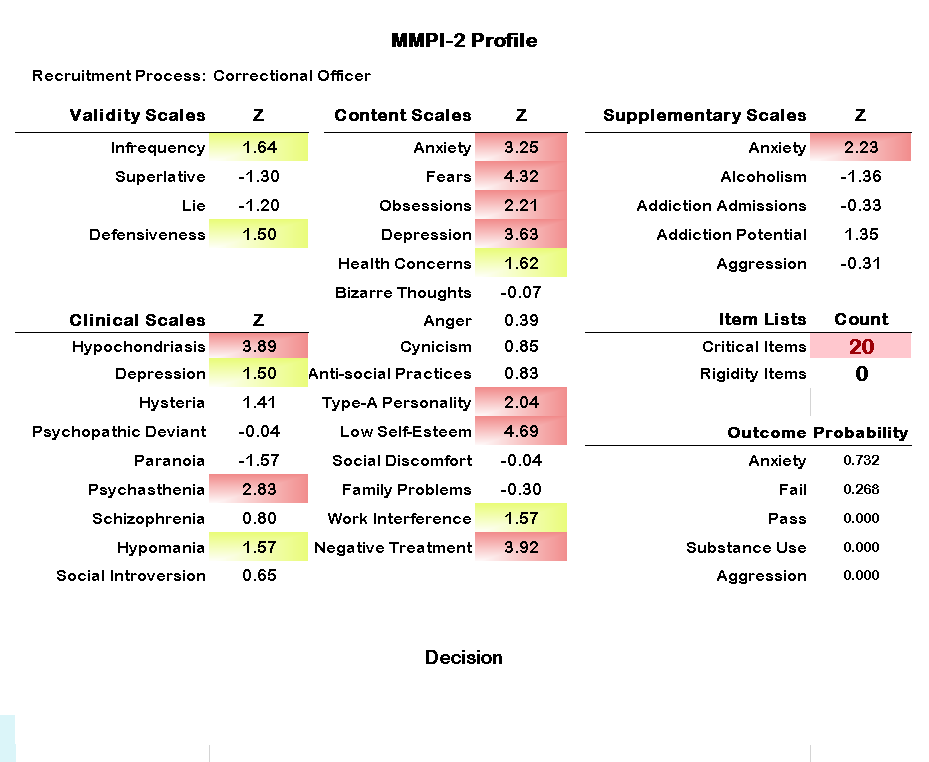 MMPI-2 Profile
Recruitment Process: Correctional Officer
Validity Scales Z
Infrequency 1.64
Superlative -1.30
Lie -1.20
Defensiveness 1.50
Clinical Scales Z
Hypochondriasis 3.89
Depression 1.50
Hysteria 1.41
Psychopathic Deviant -0.04
Paranoia -1.57
Psychasthenia 2.83
Schizophrenia 0.80
Hypomania 1.57
Social Introversion 0.65
Content Scales Z
Anxiety 3.25
Fears 4.32
Obsessions 2.21
Depression 3.63
Health Concerns 1.62
Bizarre Thoughts -0.07
Anger 0.39
Cynicism 0.85
Anti-social Practices 0.83
Type-A Personality 2.04
Low Self-Esteem 4.69
Social Discomfort -0.04
Family Problems -0.30
Work Interference 1.57
Negative Treatment 3.92
Supplementary Scales Z
Anxiety 2.23
Alcoholism -1.36
Addiction Admissions -0.33
Addiction Potential 1.35
Aggression -0.31
Item Lists Count
Critical Items 20
Rigidity Items 0
Outcome Probability
Anxiety 0.732
Fail 0.268
Pass 0.000
Substance Use 0.000
Aggression 0.000
Decision